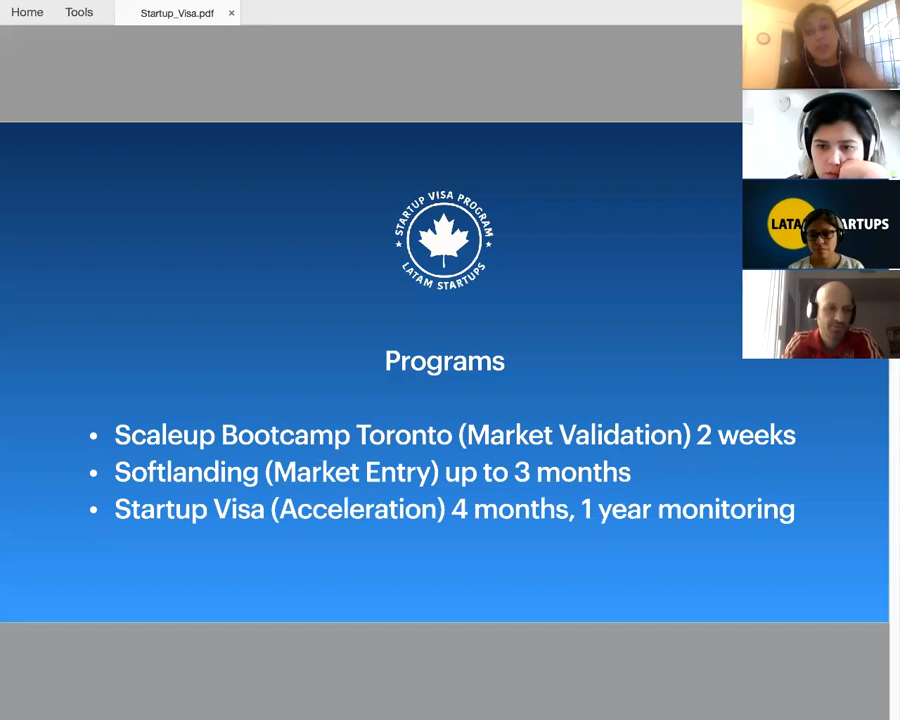 Home Tools Startup_Visa.pdf ×
STARTUP VISA PROGRAM
LATAM STARTUPS
LATA ARTUPS
Programs
• Scaleup Bootcamp Toronto (Market Validation) 2 weeks
• Softlanding (Market Entry) up to 3 months
• Startup Visa (Acceleration) 4 months, 1 year monitoring